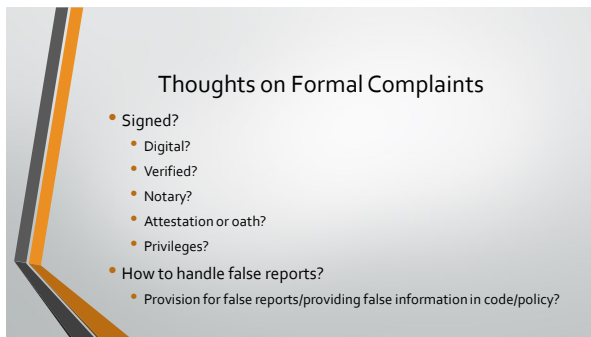 Thoughts on Formal Complaints
• Signed?
• Digital?
• Verified?
• Notary?
• Attestation or oath?
• Privileges?
• How to handle false reports?
• Provision for false reports/providing false information in code/policy?